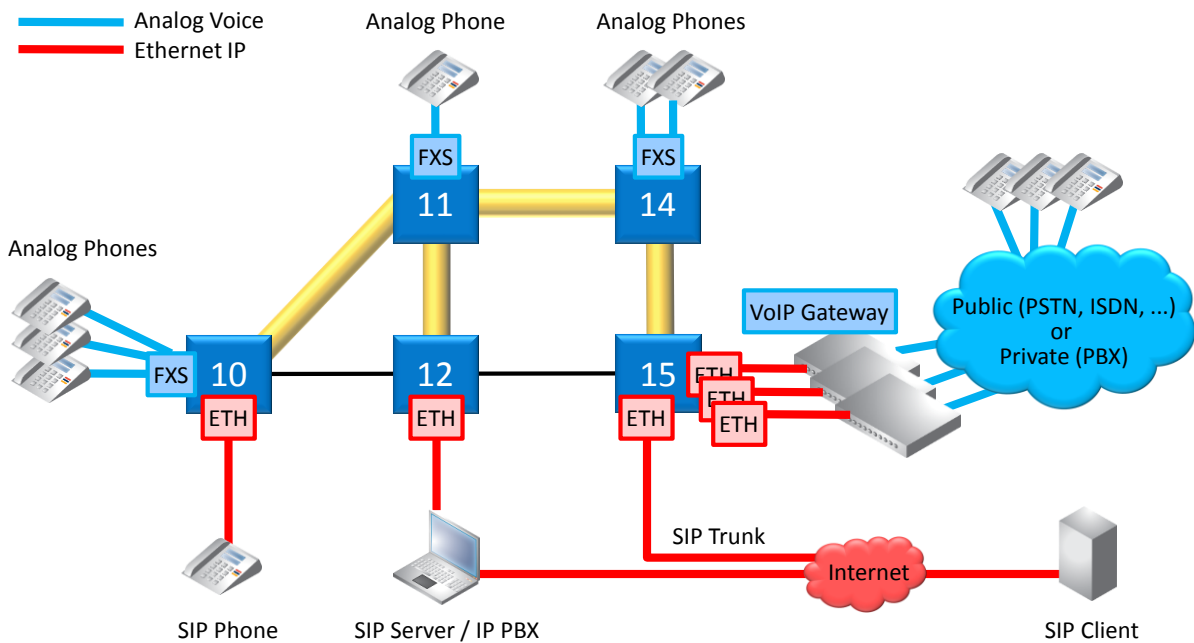 Analog Voice
Ethernet IP
Analog Phone
Analog Phones
FXS
FXS
11
14
Analog Phones
VoIP Gateway
Public (PSTN, ISDN, ...)
or
Private (PBX)
FXS
10
12
15
ETH
ETH
ETH
ETH
ETH
ETH
SIP Trunk
Internet
SIP Phone
SIP Server / IP PBX
SIP Client